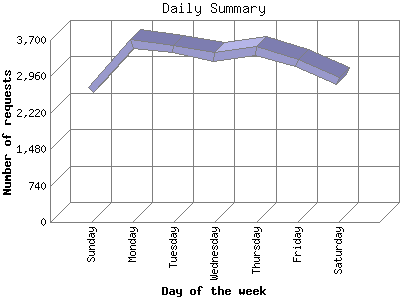 Daily Summary
3,700
2,960
2,220
1,480
740
0
Number of requests
Sunday
Monday
Tuesday
Wednesday
Thursday
Friday
Saturday
Day of the week